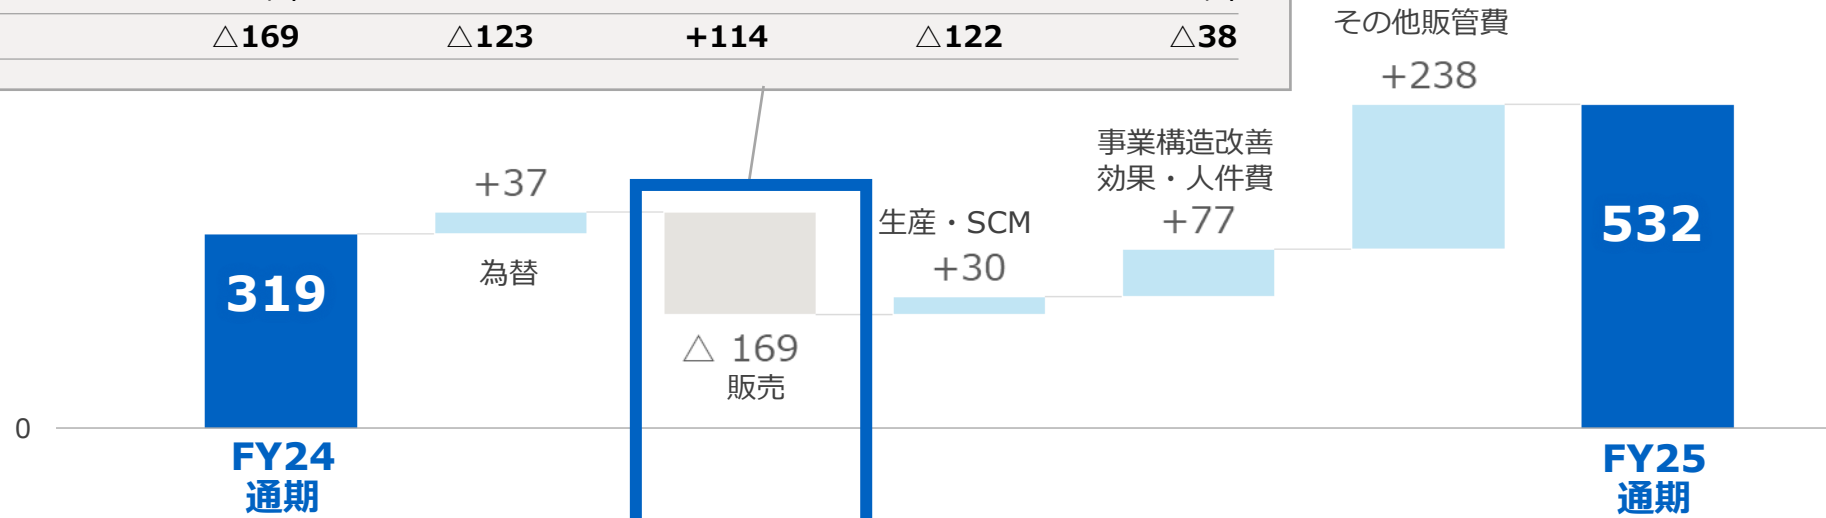 △169 △123 +114 △122 △38
その他販管費
+238
事業構造改善
効果・人件費
+77
+37
生産・SCM
+30
319
為替
532
△ 169
販売
0
FY24
通期
FY25
通期